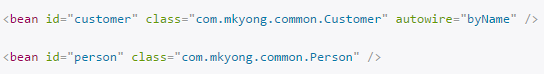 <bean id="customer" class="com.mkyong.common.Customer" autowire="byName" />
<bean id="person" class="com.mkyong.common.Person" />